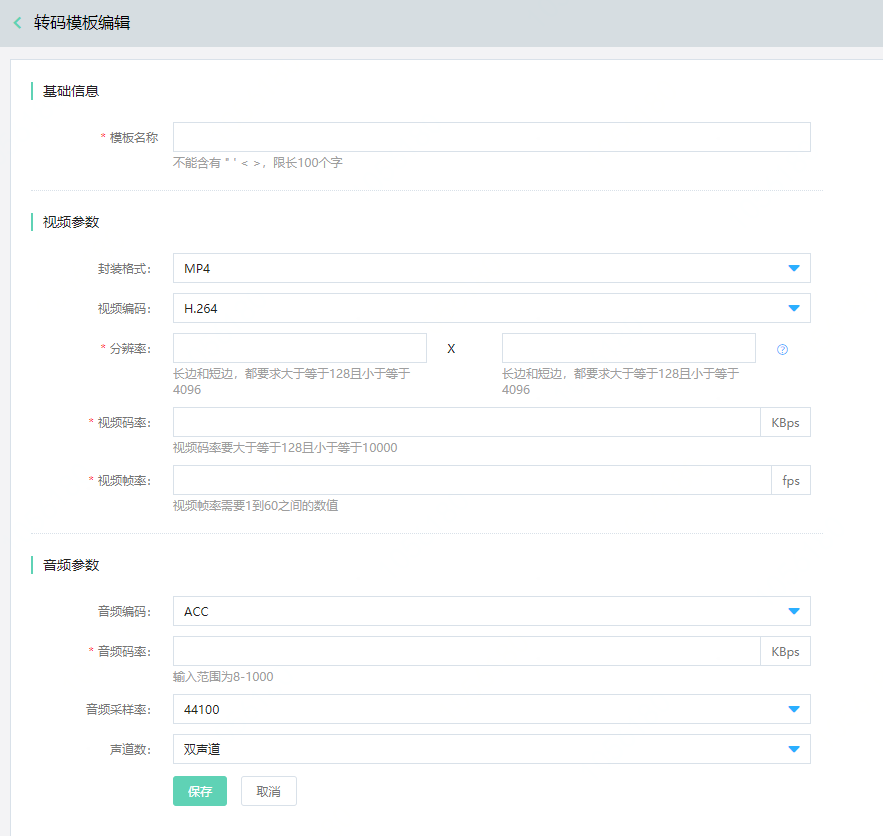 转码模板编辑
基础信息
* 模板名称
不能含有 " ' < >，限长100个字
视频参数
封装格式： MP4
视频编码： H.264
* 分辨率： X
长边和短边，都要求大于等于128且小于等于
4096
长边和短边，都要求大于等于128且小于等于
4096
* 视频码率： KBps
视频码率要大于等于128且小于等于10000
* 视频帧率： fps
视频帧率需要1到60之间的数值
音频参数
音频编码： ACC
* 音频码率： KBps
输入范围为8-1000
音频采样率： 44100
声道数： 双声道
保存 取消